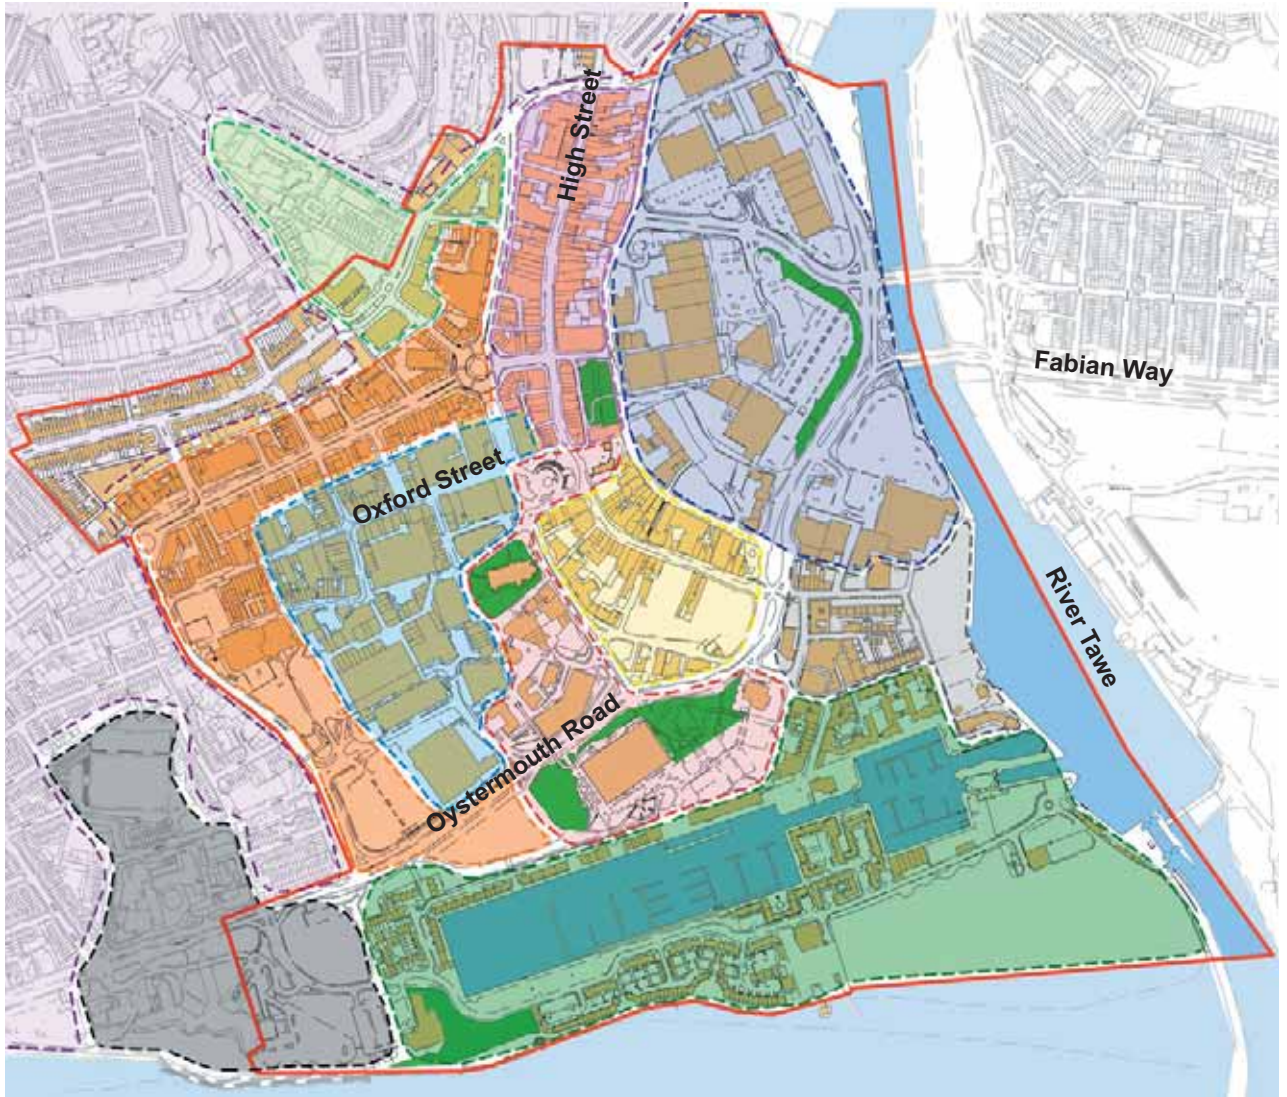 High Street
Fabian Way
Oxford Street
River Tawe
Oystermouth Road